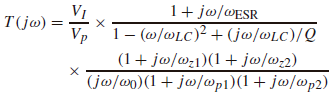 T(jω) = V_I / V_p × (1 + jω/ω_ESR) / (1 − (ω/ω_LC)² + (jω/ω_LC)/Q)
× (1 + jω/ω_z1)(1 + jω/ω_z2) / ((jω/ω_0)(1 + jω/ω_p1)(1 + jω/ω_p2))